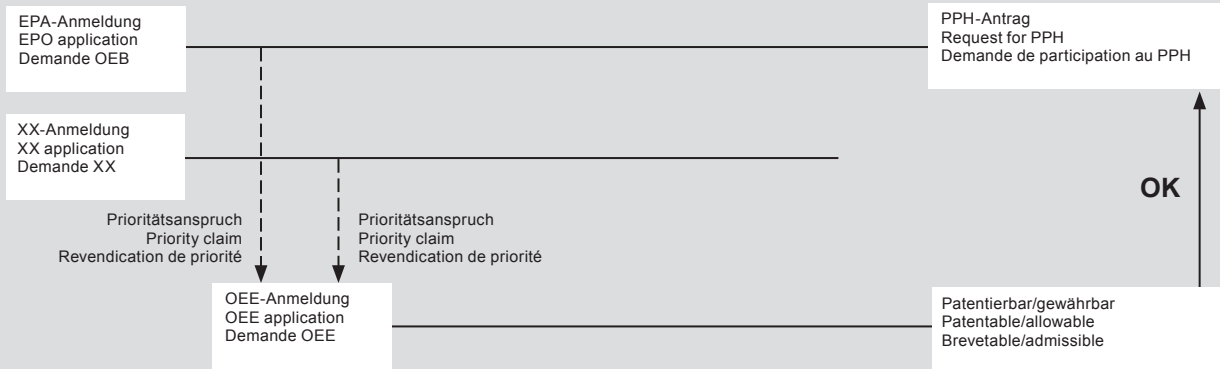 EPA-Anmeldung
EPO application
Demande OEB
PPH-Antrag
Request for PPH
Demande de participation au PPH
XX-Anmeldung
XX application
Demande XX
OK
Prioritätsanspruch
Priority claim
Revendication de priorité
Prioritätsanspruch
Priority claim
Revendication de priorité
OEE-Anmeldung
OEE application
Demande OEE
Patentierbar/gewährbar
Patentable/allowable
Brevetable/admissible